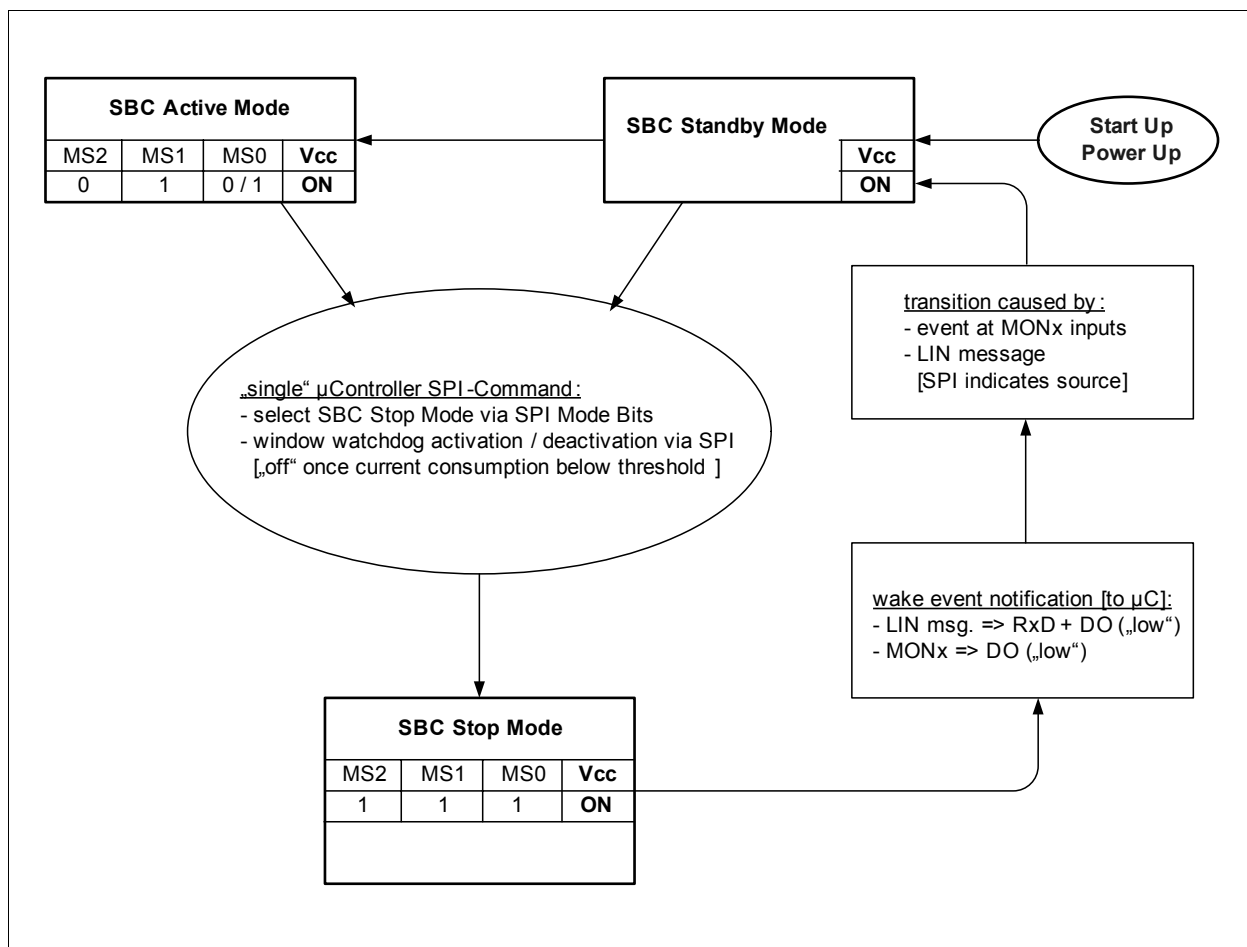 SBC Active Mode
MS2 MS1 MS0 Vcc
0 1 0 / 1 ON
SBC Standby Mode
Vcc
ON
Start Up
Power Up
transition caused by :
- event at MONx inputs
- LIN message
[SPI indicates source]
„single“ µController SPI-Command :
- select SBC Stop Mode via SPI Mode Bits
- window watchdog activation / deactivation via SPI
[„off“ once current consumption below threshold ]
wake event notification [to µC]:
- LIN msg. => RxD + DO („low“)
- MONx => DO („low“)
SBC Stop Mode
MS2 MS1 MS0 Vcc
1 1 1 ON